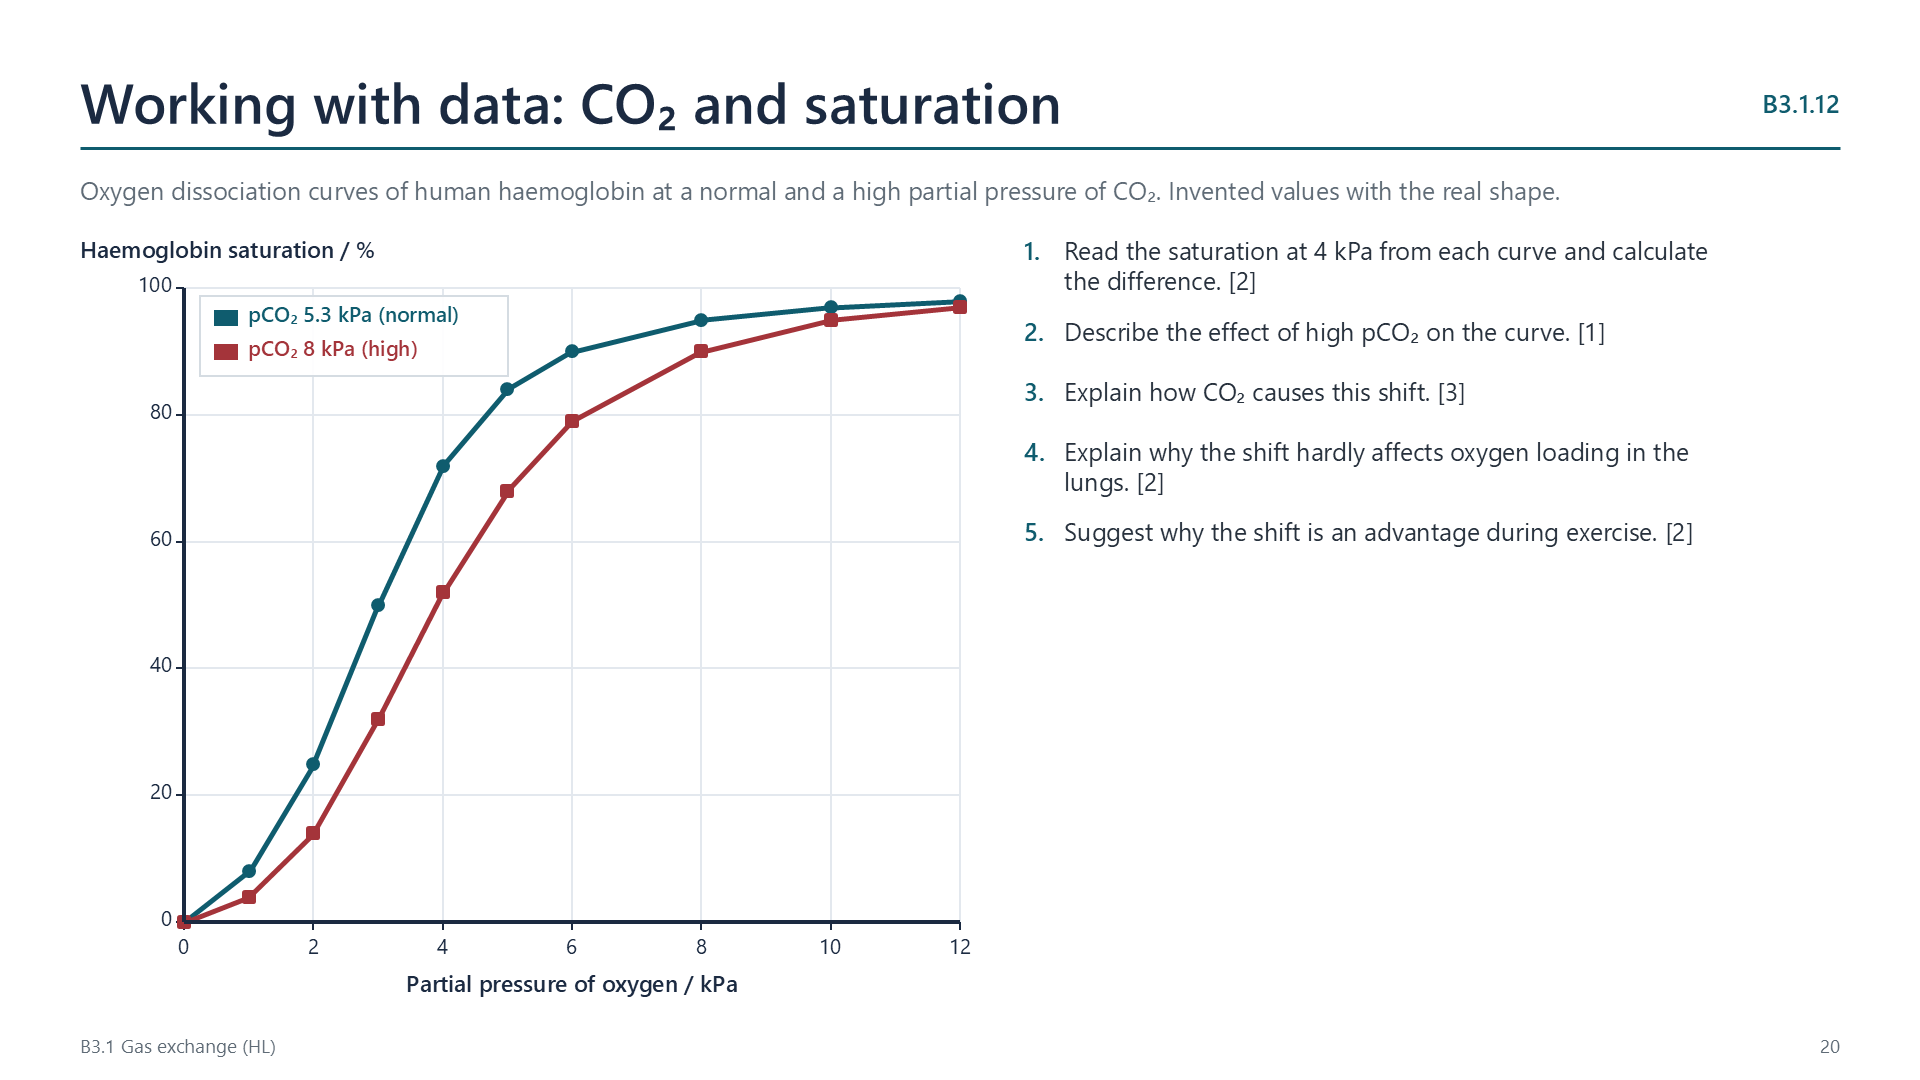 Working with data: CO₂ and saturation
B3.1.12
Oxygen dissociation curves of human haemoglobin at a normal and a high partial pressure of CO₂. Invented values with the real shape.
Haemoglobin saturation / %
100
80
60
40
20
0
pCO₂ 5.3 kPa (normal)
pCO₂ 8 kPa (high)
0 2 4 6 8 10 12
Partial pressure of oxygen / kPa
1. Read the saturation at 4 kPa from each curve and calculate
the difference. [2]
2. Describe the effect of high pCO₂ on the curve. [1]
3. Explain how CO₂ causes this shift. [3]
4. Explain why the shift hardly affects oxygen loading in the
lungs. [2]
5. Suggest why the shift is an advantage during exercise. [2]
B3.1 Gas exchange (HL)
20